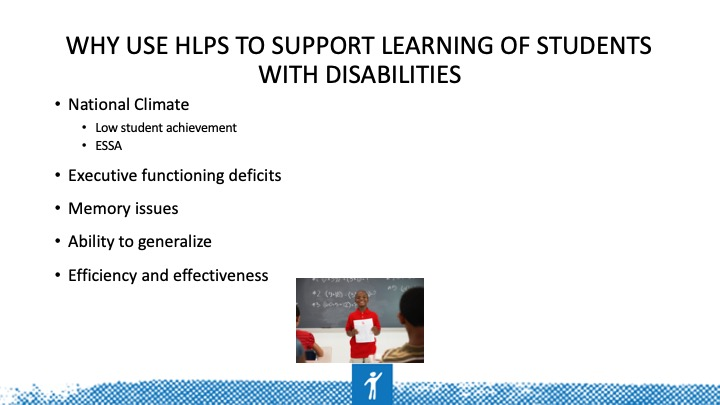 WHY USE HLPS TO SUPPORT LEARNING OF STUDENTS
WITH DISABILITIES
• National Climate
• Low student achievement
• ESSA
• Executive functioning deficits
• Memory issues
• Ability to generalize
• Efficiency and effectiveness